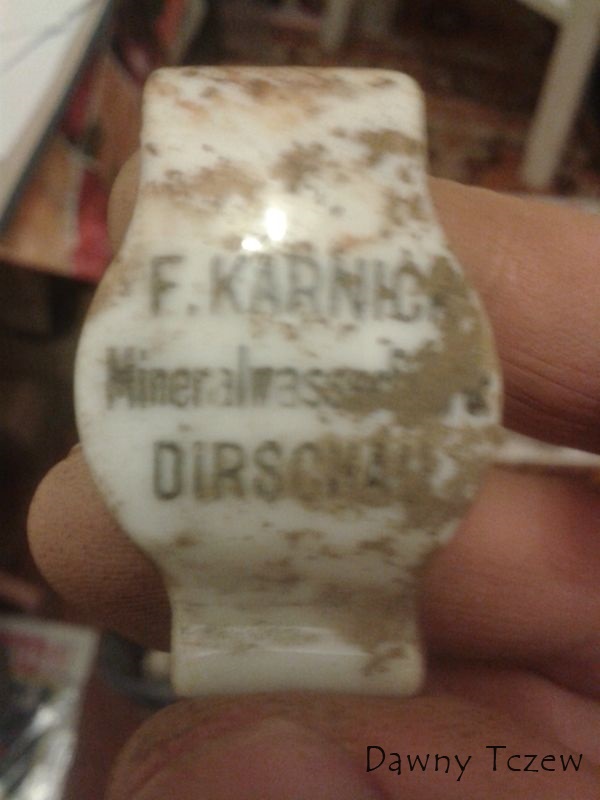 F. KARNIC
Mineralwasser
DIRSCHAU
Dawny Tczew